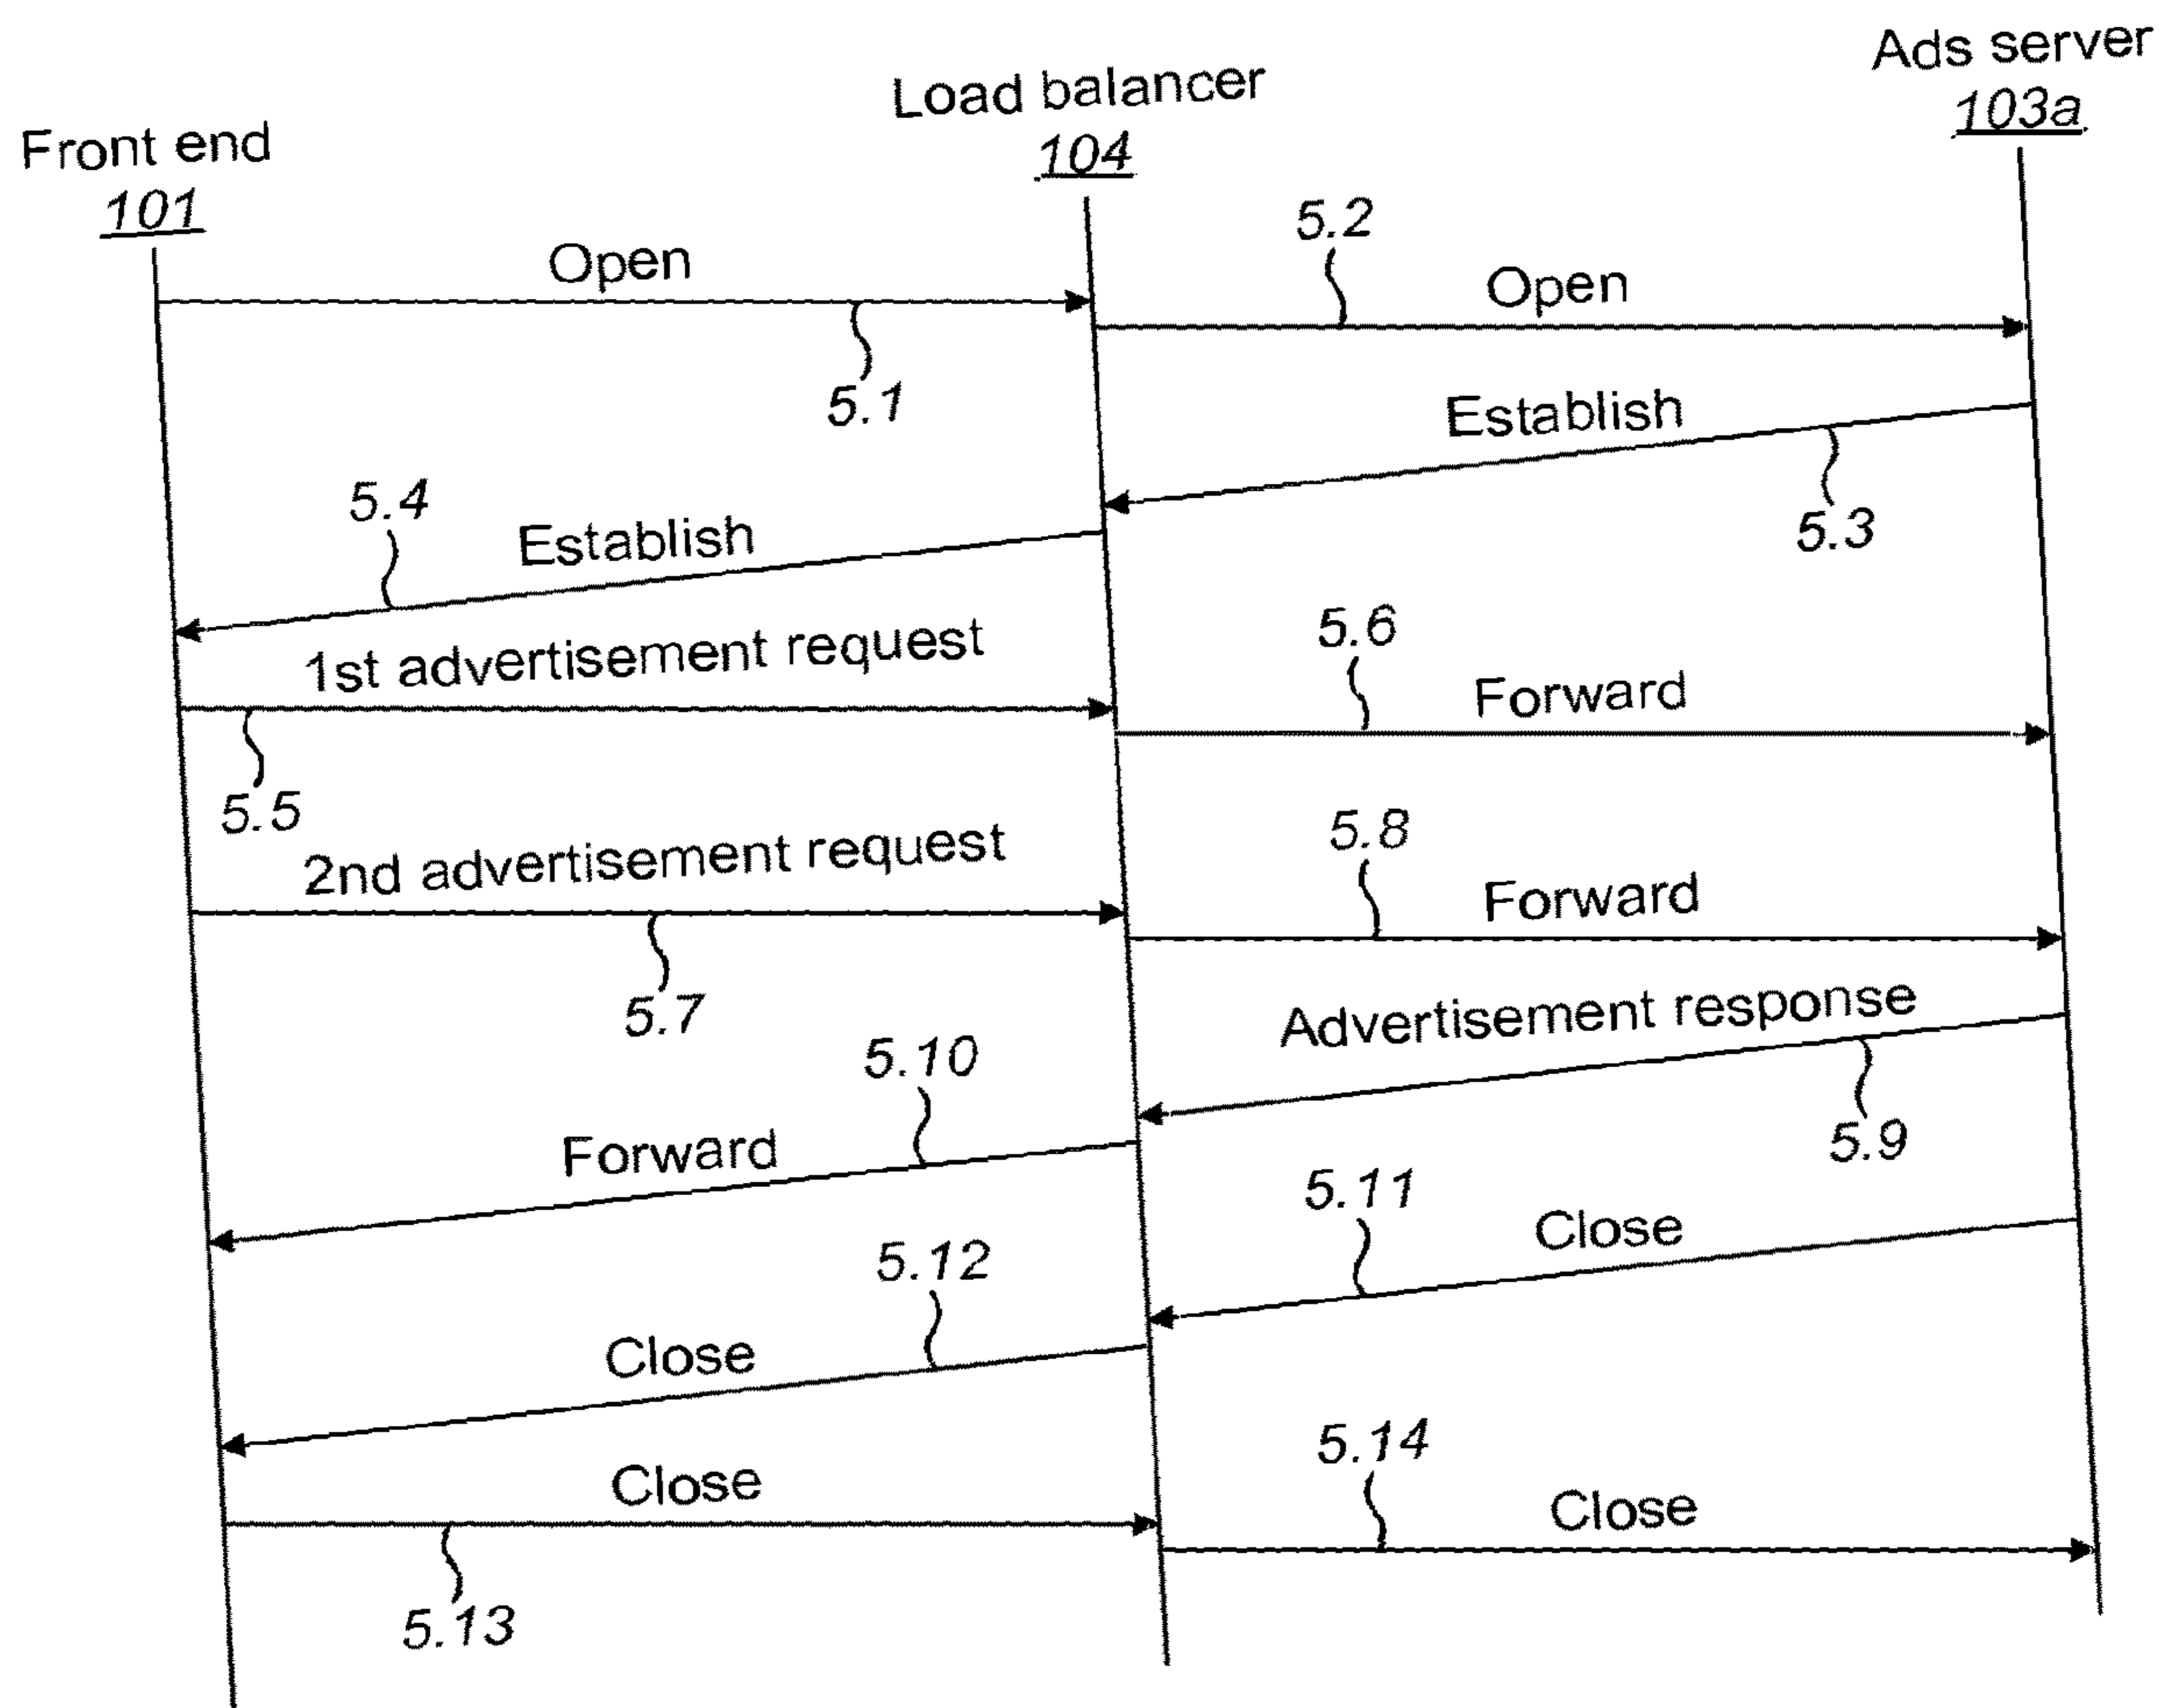 Front end
101
Load balancer
104
Ads server
103a
Open
5.1
5.2
Open
Establish
5.3
5.4
Establish
1st advertisement request
5.5
5.6
Forward
2nd advertisement request
5.7
5.8
Forward
Advertisement response
5.9
5.10
Forward
5.11
Close
5.12
Close
Close
5.13
5.14
Close